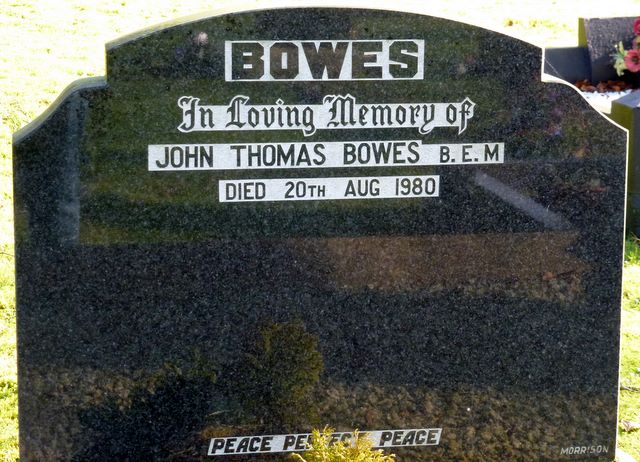 BOWES
In Loving Memory of
JOHN THOMAS BOWES B.E.M
DIED 20TH AUG 1980
PEACE PERFECT PEACE
MORRISON